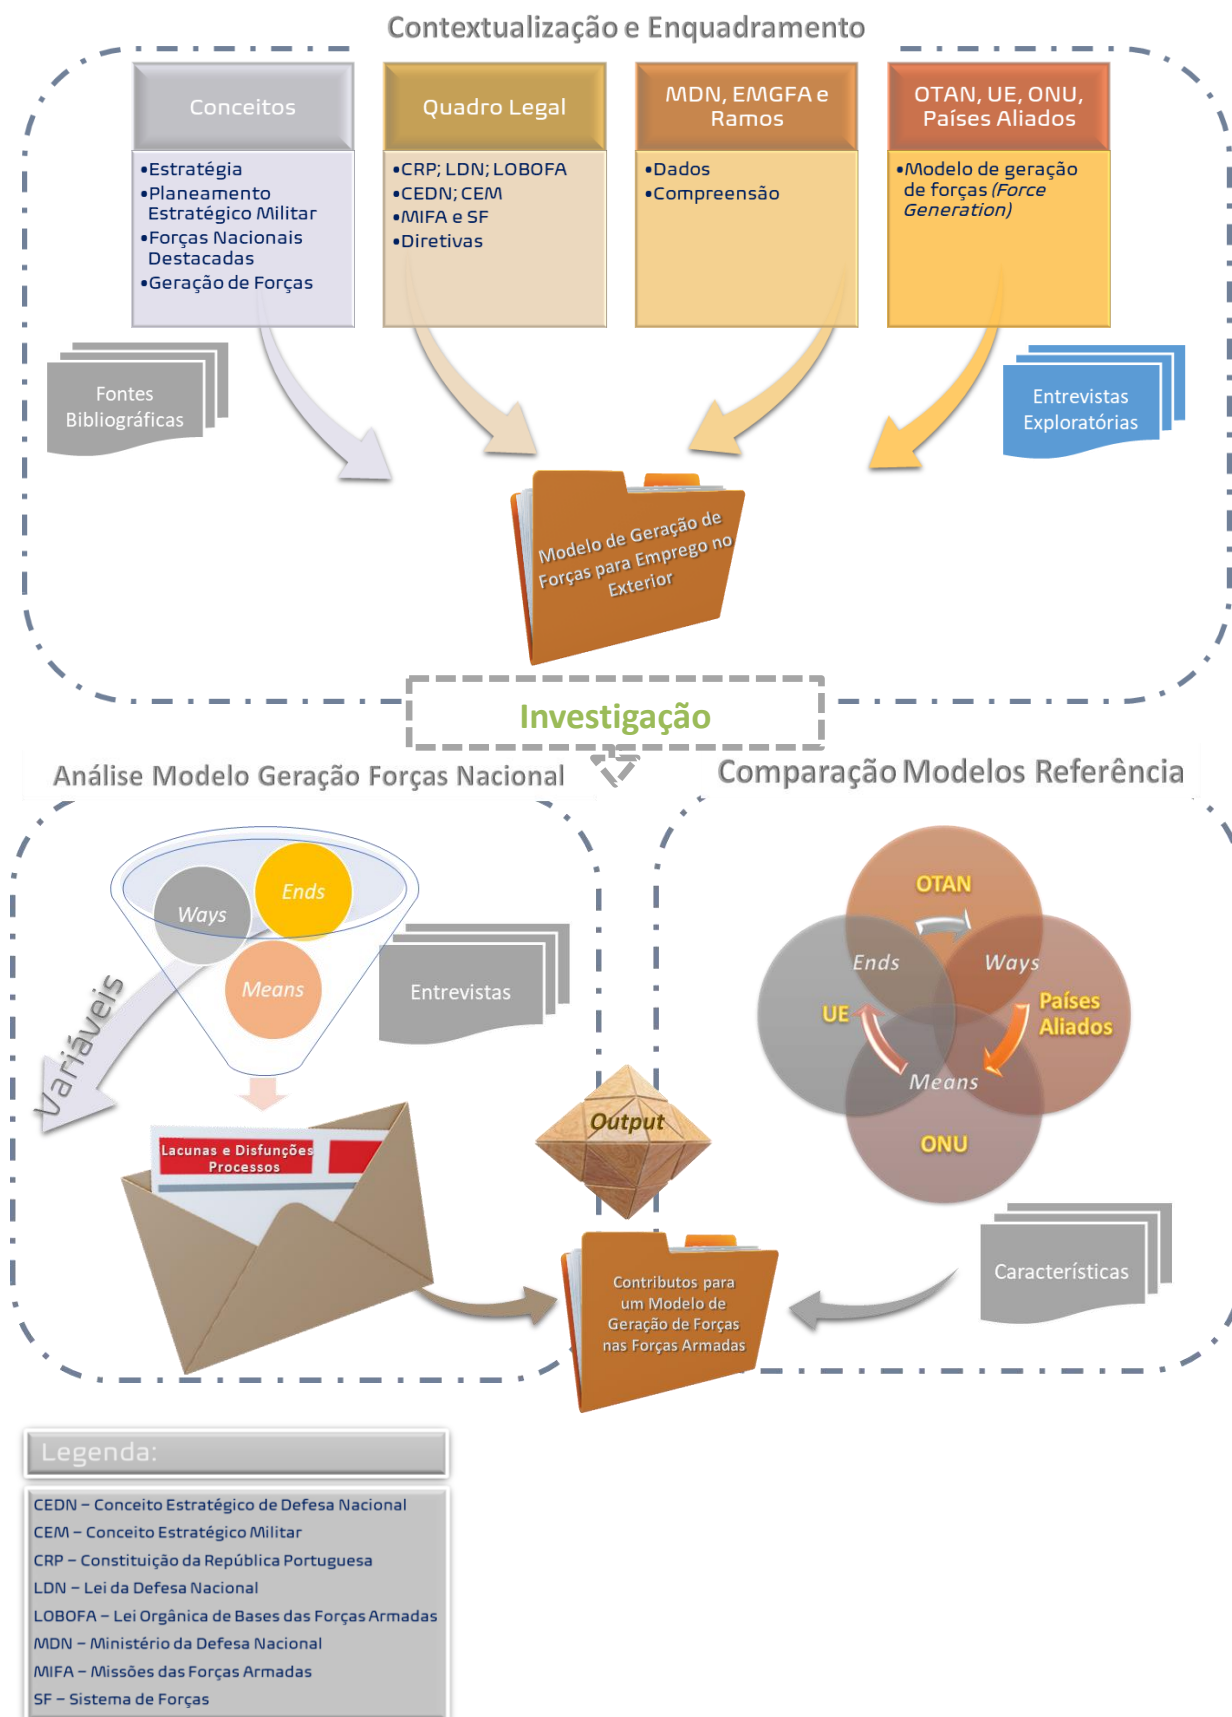 Contextualização e Enquadramento
Conceitos
•Estratégia
•Planeamento
Estratégico Militar
•Forças Nacionais
Destacadas
•Geração de Forças
Quadro Legal
•CRP; LDN; LOBOFA
•CEDN; CEM
•MIFA e SF
•Diretivas
MDN, EMGFA e
Ramos
•Dados
•Compreensão
OTAN, UE, ONU,
Países Aliados
•Modelo de geração
de forças (Force
Generation)
Fontes
Bibliográficas
Entrevistas
Exploratórias
Modelo de Geração de
Forças para Emprego no
Exterior
Investigação
Análise Modelo Geração Forças Nacional
Ways
Ends
Means
Entrevistas
Variáveis
Lacunas e Disfunções
Processos
Comparação Modelos Referência
OTAN
Ends
Ways
UE
Países
Aliados
Means
ONU
Output
Características
Contributos para
um Modelo de
Geração de Forças
nas Forças Armadas
Legenda:
CEDN – Conceito Estratégico de Defesa Nacional
CEM – Conceito Estratégico Militar
CRP – Constituição da República Portuguesa
LDN – Lei da Defesa Nacional
LOBOFA – Lei Orgânica de Bases das Forças Armadas
MDN – Ministério da Defesa Nacional
MIFA – Missões das Forças Armadas
SF – Sistema de Forças